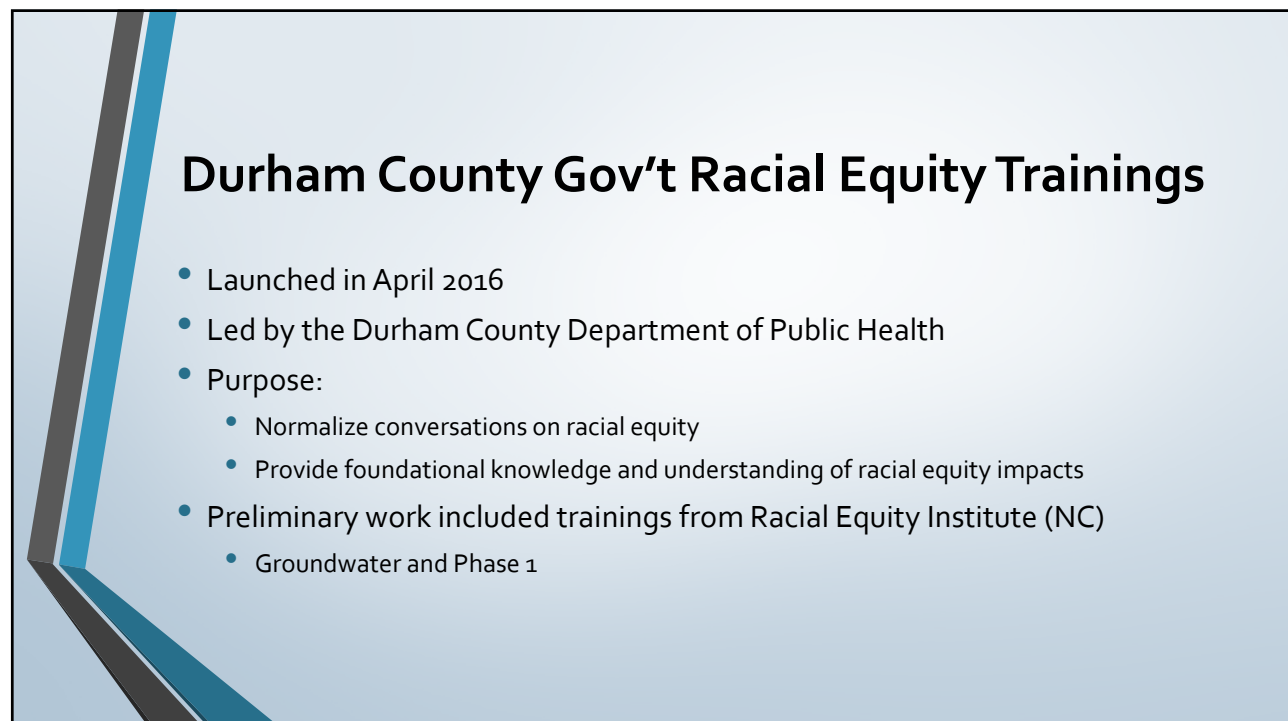 Durham County Gov’t Racial Equity Trainings
• Launched in April 2016
• Led by the Durham County Department of Public Health
• Purpose:
• Normalize conversations on racial equity
• Provide foundational knowledge and understanding of racial equity impacts
• Preliminary work included trainings from Racial Equity Institute (NC)
• Groundwater and Phase 1